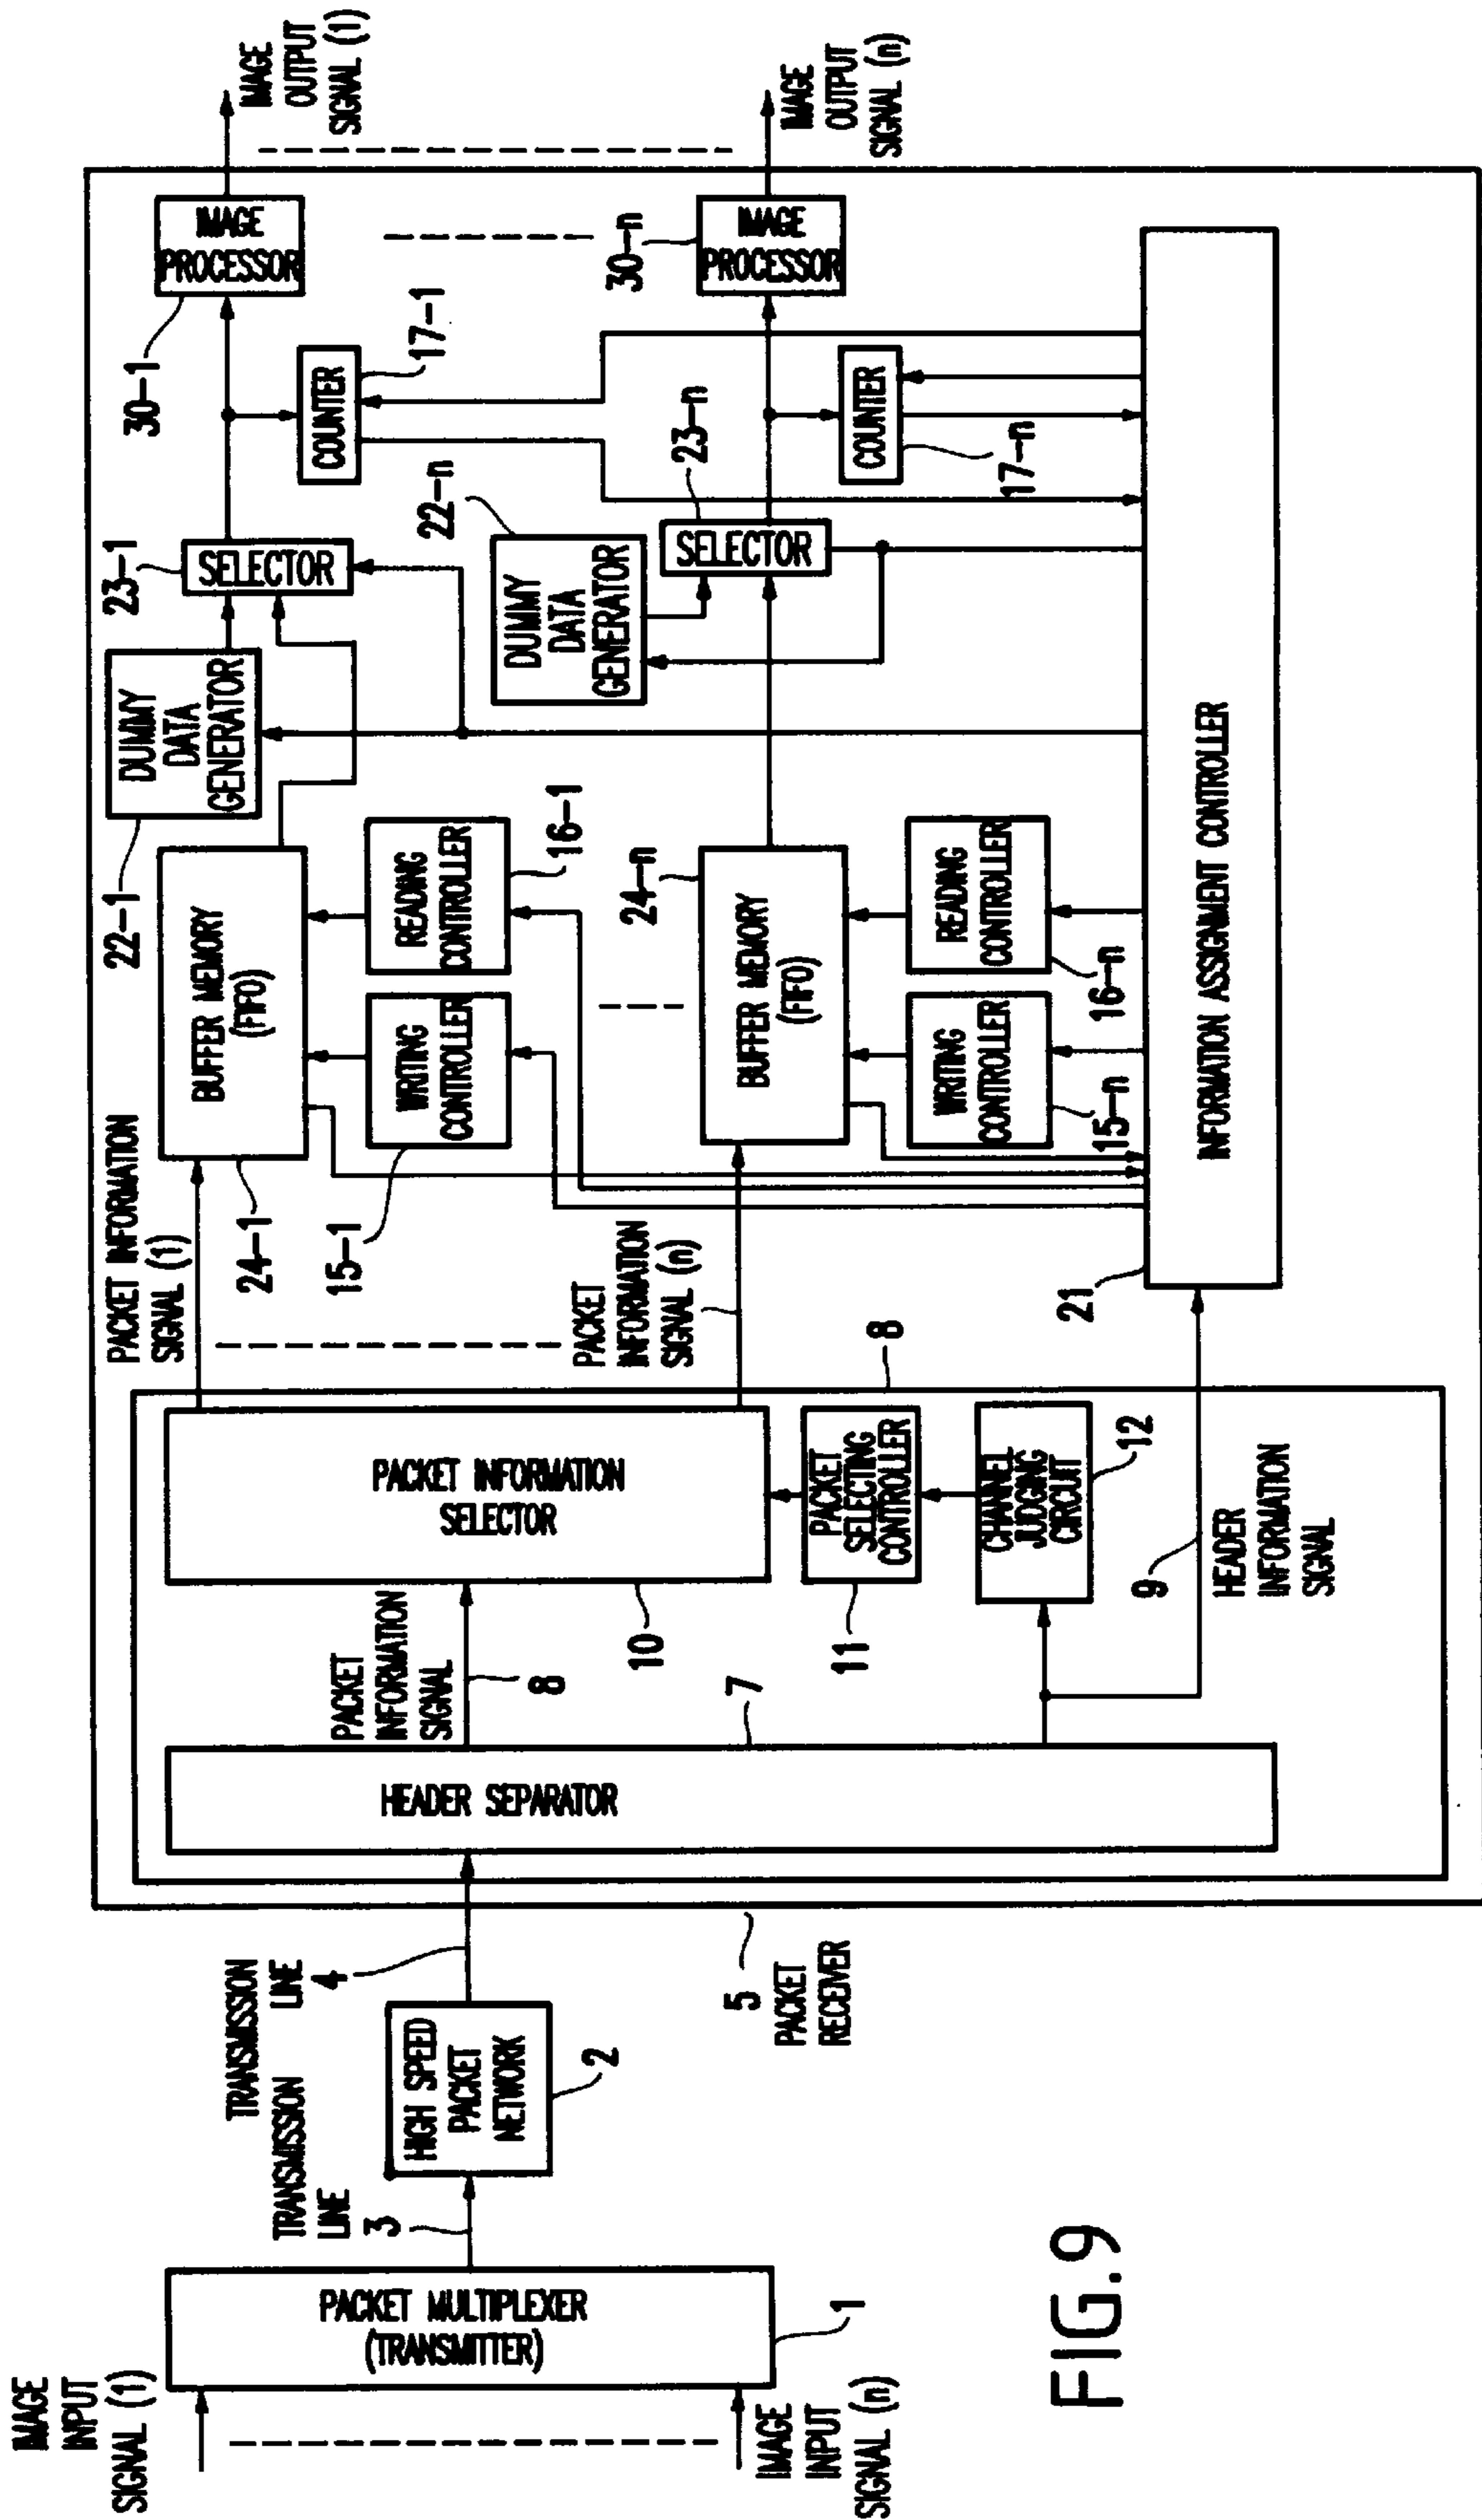 IMAGE
INPUT
SIGNAL (1)
IMAGE
INPUT
SIGNAL (n)
PACKET MULTIPLEXER
(TRANSMITTER)
1
TRANSMISSION
LINE
3
HIGH SPEED
PACKET
NETWORK
2
TRANSMISSION
LINE
4
5
PACKET
RECEIVER
HEADER SEPARATOR
7
PACKET
INFORMATION
SIGNAL
8
PACKET INFORMATION
SELECTOR
10
PACKET
SELECTING
CONTROLLER
11
CHANNEL
JUDGING
CIRCUIT
12
9
HEADER
INFORMATION
SIGNAL
8
PACKET INFORMATION
SIGNAL (1)
PACKET
INFORMATION
SIGNAL (n)
BUFFER MEMORY
(FIFO)
24-1
WRITING
CONTROLLER
15-1
READING
CONTROLLER
16-1
DUMMY
DATA
GENERATOR
22-1
SELECTOR
23-1
COUNTER
17-1
IMAGE
PROCESSOR
30-1
IMAGE
OUTPUT
SIGNAL (1)
BUFFER MEMORY
(FIFO)
24-n
WRITING
CONTROLLER
15-n
READING
CONTROLLER
16-n
DUMMY
DATA
GENERATOR
22-n
SELECTOR
23-n
COUNTER
17-n
IMAGE
PROCESSOR
30-n
IMAGE
OUTPUT
SIGNAL (n)
INFORMATION ASSIGNMENT CONTROLLER
21
FIG.9